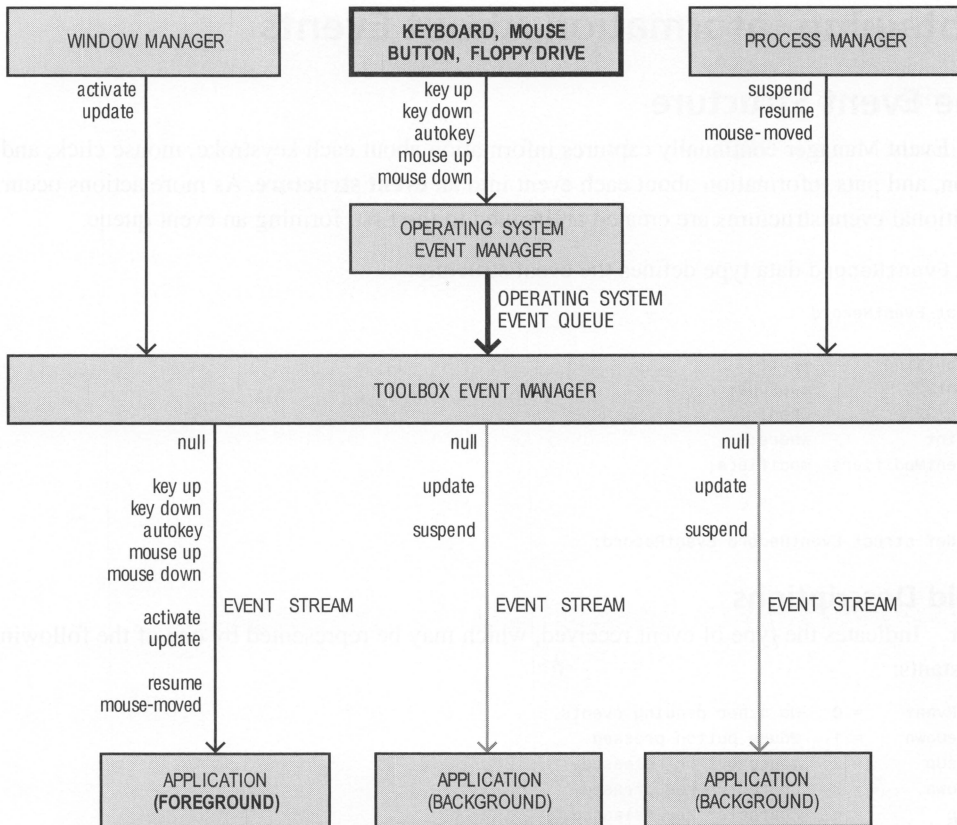 WINDOW MANAGER
KEYBOARD, MOUSE
BUTTON, FLOPPY DRIVE
PROCESS MANAGER
activate
update
key up
key down
autokey
mouse up
mouse down
suspend
resume
mouse-moved
OPERATING SYSTEM
EVENT MANAGER
OPERATING SYSTEM
EVENT QUEUE
TOOLBOX EVENT MANAGER
null
key up
key down
autokey
mouse up
mouse down
activate
update
resume
mouse-moved
EVENT STREAM
null
update
suspend
EVENT STREAM
null
update
suspend
EVENT STREAM
APPLICATION
(FOREGROUND)
APPLICATION
(BACKGROUND)
APPLICATION
(BACKGROUND)